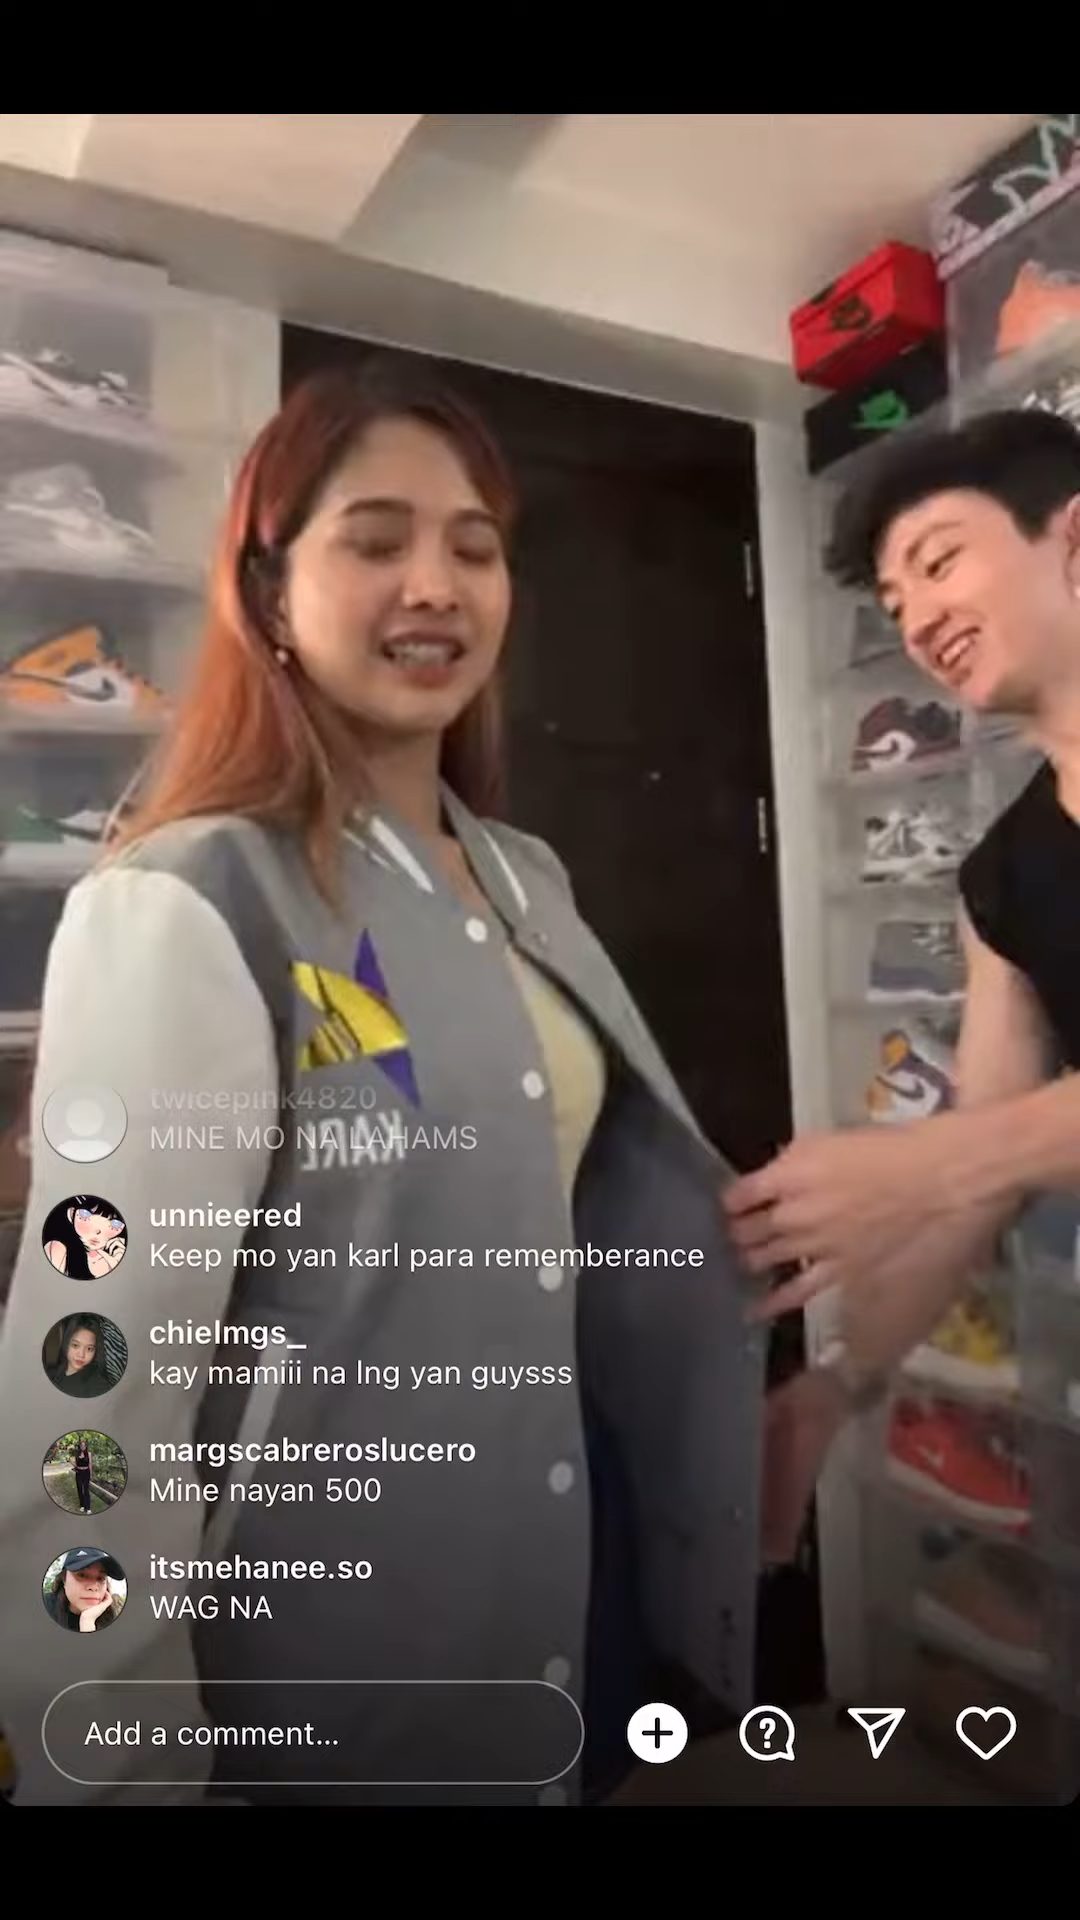 KARL
twicepink4820
MINE MO NA LAHAMS
unnieered
Keep mo yan karl para rememberance
chielmgs_
kay mamiii na lng yan guysss
margscabreroslucero
Mine nayan 500
itsmehanee.so
WAG NA
Add a comment...